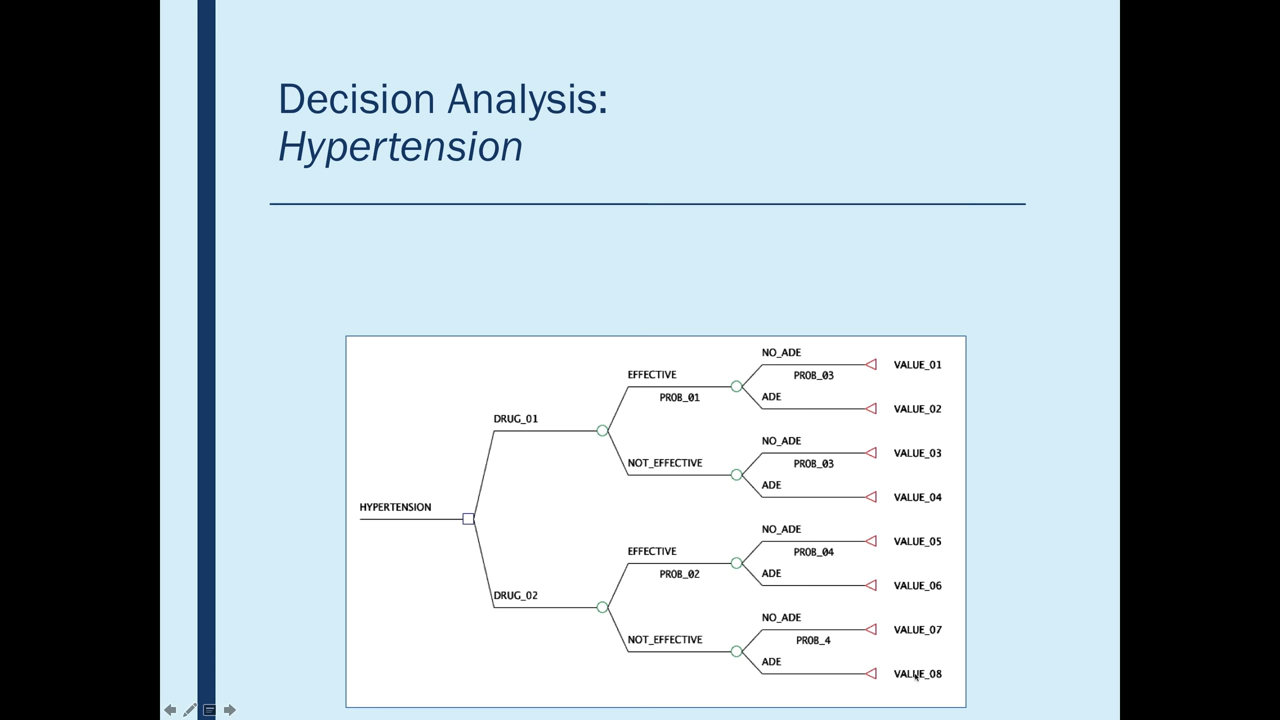 Decision Analysis:
Hypertension
NO_ADE
VALUE_01
PROB_03
EFFECTIVE
PROB_01
ADE
VALUE_02
DRUG_01
NO_ADE
VALUE_03
PROB_03
NOT_EFFECTIVE
ADE
VALUE_04
HYPERTENSION
NO_ADE
VALUE_05
PROB_04
EFFECTIVE
PROB_02
ADE
VALUE_06
DRUG_02
NO_ADE
VALUE_07
PROB_4
NOT_EFFECTIVE
ADE
VALUE_08